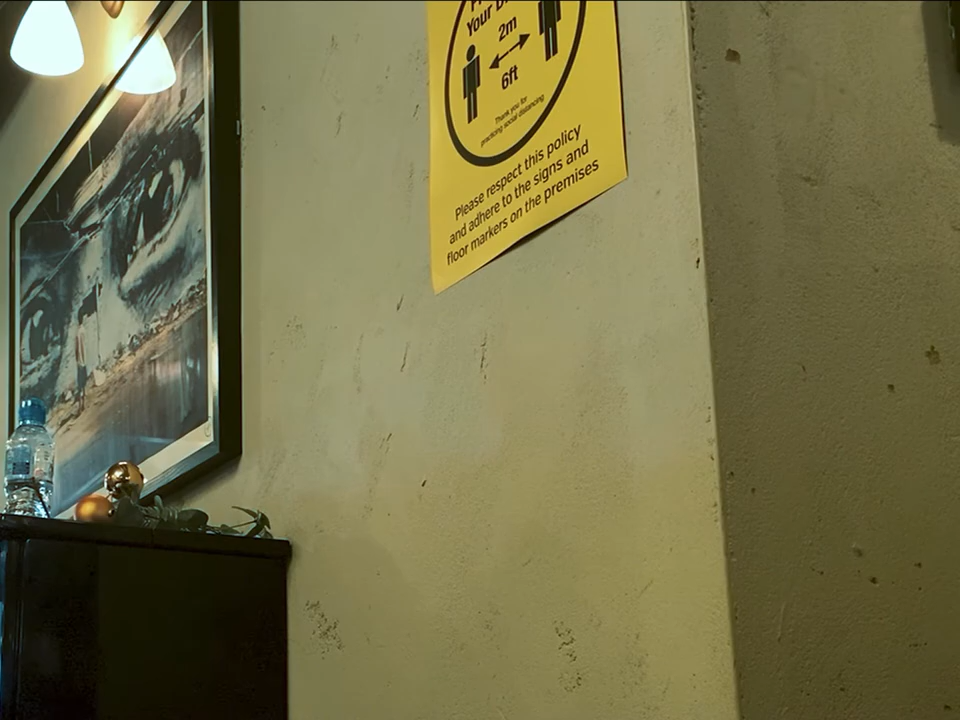 Your D
2m
6ft
Thank you for
practicing social distancing
Please respect this policy
and adhere to the signs and
floor markers on the premises